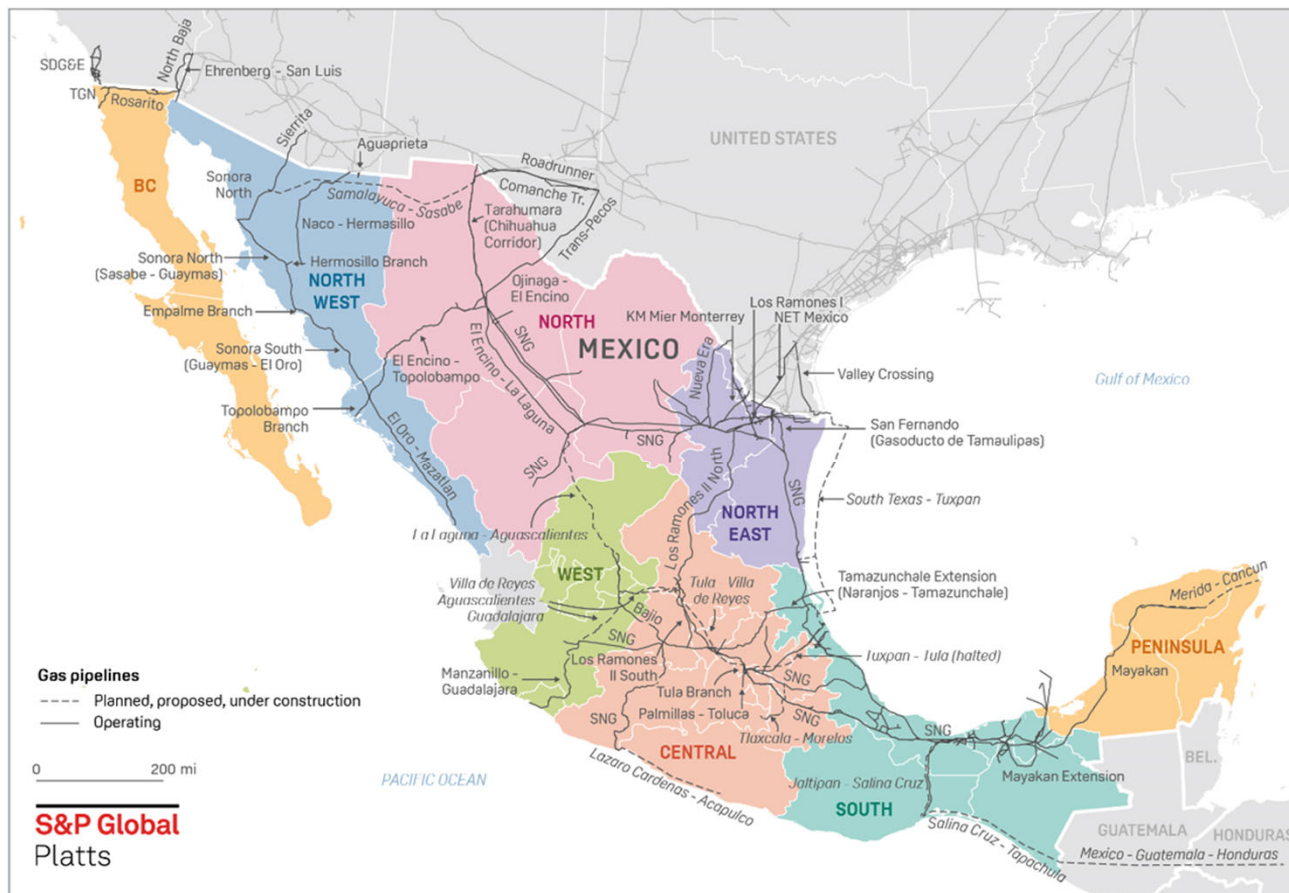 SDG&E
North Baja
Ehrenberg - San Luis
TGN
Rosarito
UNITED STATES
Sierrita
Aguaprieta
Roadrunner
BC
Sonora
North
Samalayuca - Sasabe
Comanche Tr.
Naco - Hermasillo
Tarahumara
(Chihuahua
Corridor)
Trans-Pecos
Sonora North
(Sasabe - Guaymas)
Hermosillo Branch
NORTH
WEST
Ojinaga -
El Encino
Los Ramones I
NET Mexico
KM Mier Monterrey
Empalme Branch
NORTH
MEXICO
SNG
Sonora South
(Guaymas - El Oro)
El Encino -
Topolobampo
El Encino - La Laguna
Nueva Era
Valley Crossing
Gulf of Mexico
Topolobampo
Branch
El Oro - Mazatlan
San Fernando
(Gasoducto de Tamaulipas)
SNG
SNG
SNG
Los Ramones II North
South Texas - Tuxpan
NORTH
EAST
La Laguna - Aguascalientes
WEST
Villa de Reyes
Aguascalientes
Guadalajara
Tula Villa
de Reyes
Tamazunchale Extension
(Naranjos - Tamazunchale)
Merida - Cancun
Bajio
SNG
PENINSULA
Mayakan
Tuxpan - Tula (halted)
Manzanillo -
Guadalajara
Los Ramones
II South
SNG
Tula Branch
Palmillas - Toluca
SNG
SNG
Tlaxcala - Morelos
SNG
CENTRAL
Lazaro Cardenas - Acapulco
Jaltipan - Salina Cruz
SOUTH
Mayakan Extension
BEL.
Salina Cruz - Tapachula
GUATEMALA
HONDURAS
Mexico - Guatemala - Honduras
PACIFIC OCEAN
Gas pipelines
Planned, proposed, under construction
Operating
0 200 mi
S&P Global
Platts